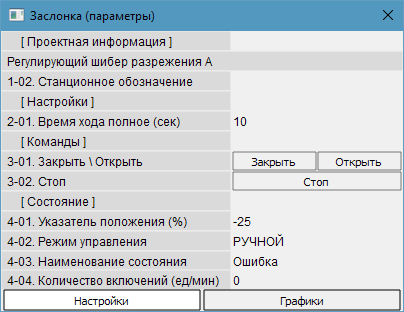 Заслонка (параметры)
[ Проектная информация ]
Регулирующий шибер разрежения А
1-02. Станционное обозначение
[ Настройки ]
2-01. Время хода полное (сек) 10
[ Команды ]
3-01. Закрыть \ Открыть Закрыть Открыть
3-02. Стоп Стоп
[ Состояние ]
4-01. Указатель положения (%) -25
4-02. Режим управления РУЧНОЙ
4-03. Наименование состояния Ошибка
4-04. Количество включений (ед/мин) 0
Настройки Графики